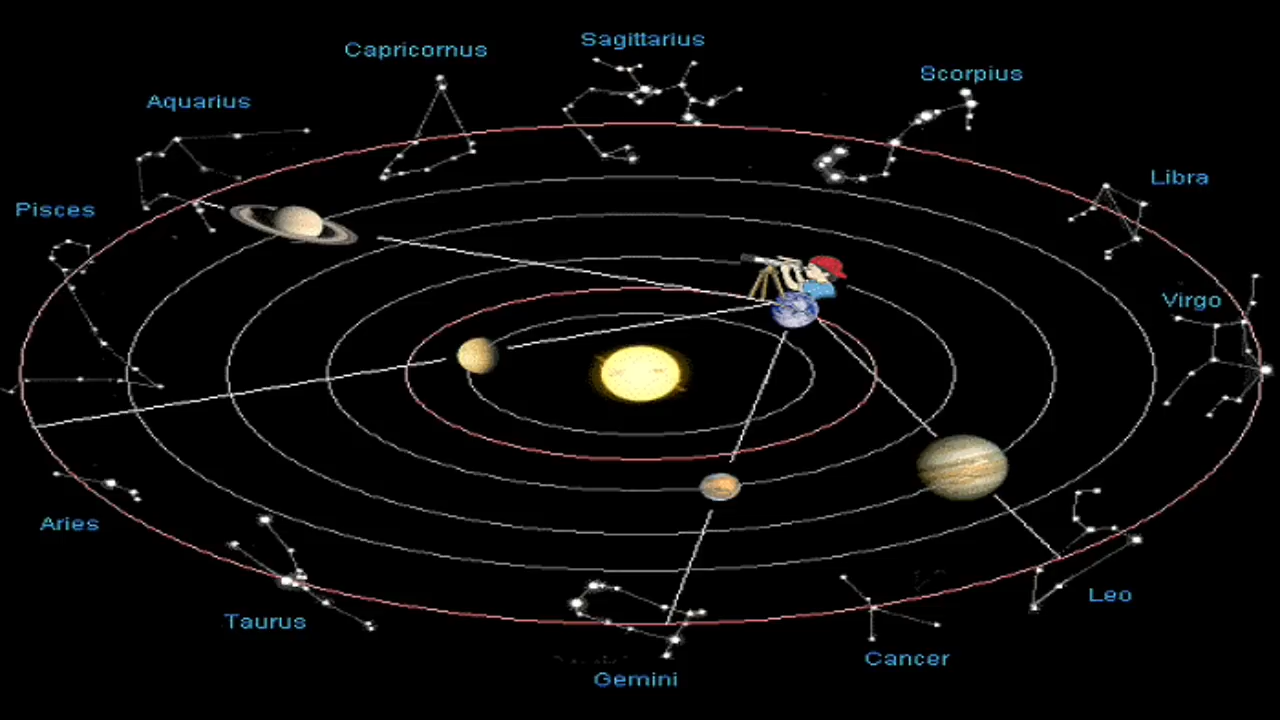 Sagittarius
Capricornus
Scorpius
Aquarius
Libra
Pisces
Virgo
Aries
Leo
Taurus
Cancer
Gemini